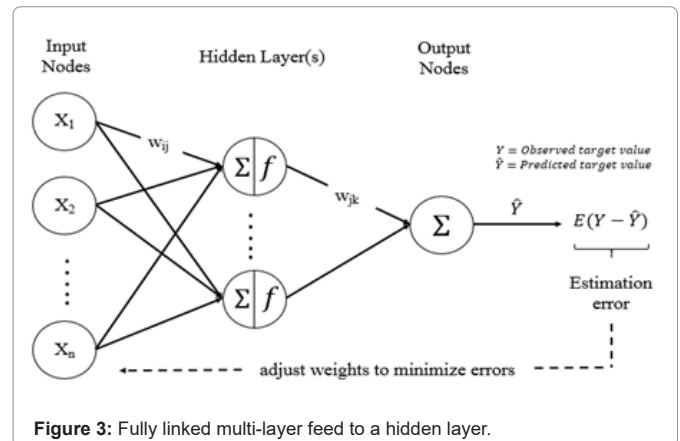 Input
Nodes
Hidden Layer(s)
Output
Nodes
X₁
X₂
Xₙ
wᵢⱼ
Σ f
Σ f
wⱼₖ
Σ
Y = Observed target value
Ŷ = Predicted target value
Ŷ
E(Y − Ŷ)
Estimation
error
adjust weights to minimize errors
Figure 3: Fully linked multi-layer feed to a hidden layer.